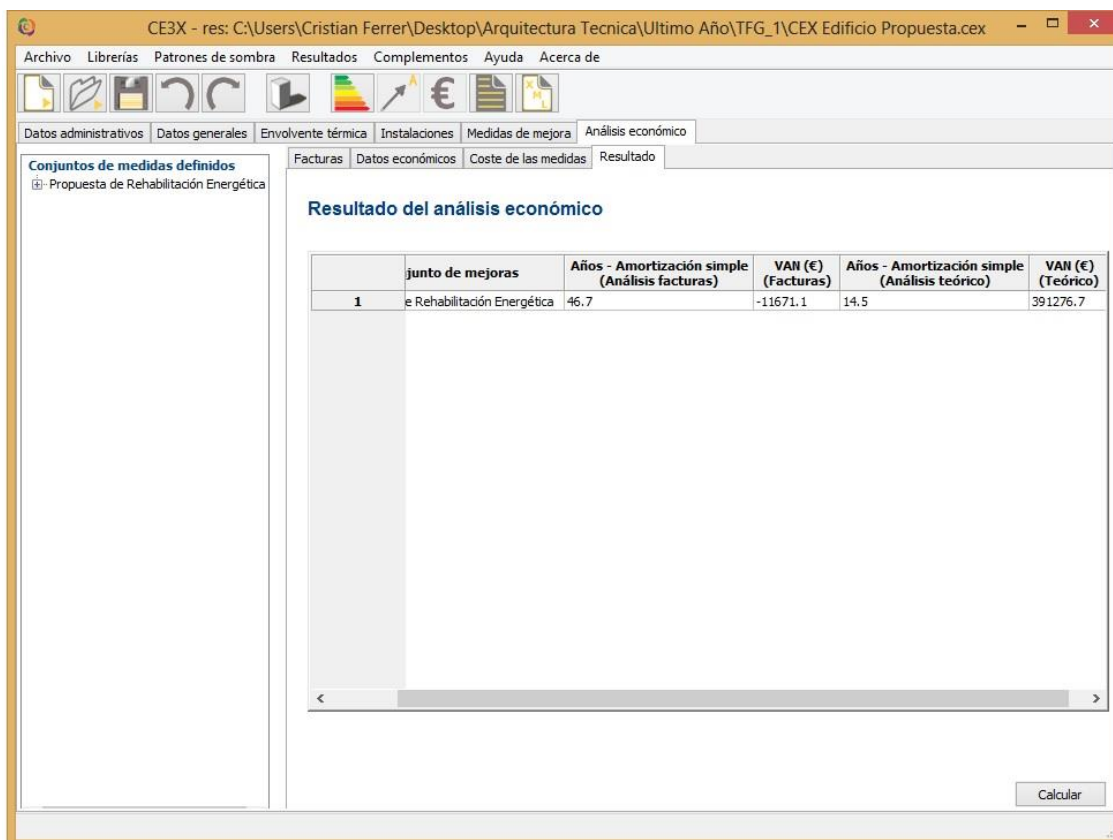 CE3X - res: C:\Users\Cristian Ferrer\Desktop\Arquitectura Tecnica\Ultimo Año\TFG_1\CEX Edificio Propuesta.cex
Archivo Librerías Patrones de sombra Resultados Complementos Ayuda Acerca de
Datos administrativos Datos generales Envolvente térmica Instalaciones Medidas de mejora Análisis económico
Conjuntos de medidas definidos
Propuesta de Rehabilitación Energética
Facturas Datos económicos Coste de las medidas Resultado
Resultado del análisis económico
junto de mejoras Años - Amortización simple (Análisis facturas) VAN (€) (Facturas) Años - Amortización simple (Análisis teórico) VAN (€) (Teórico)
1 e Rehabilitación Energética 46.7 -11671.1 14.5 391276.7
Calcular